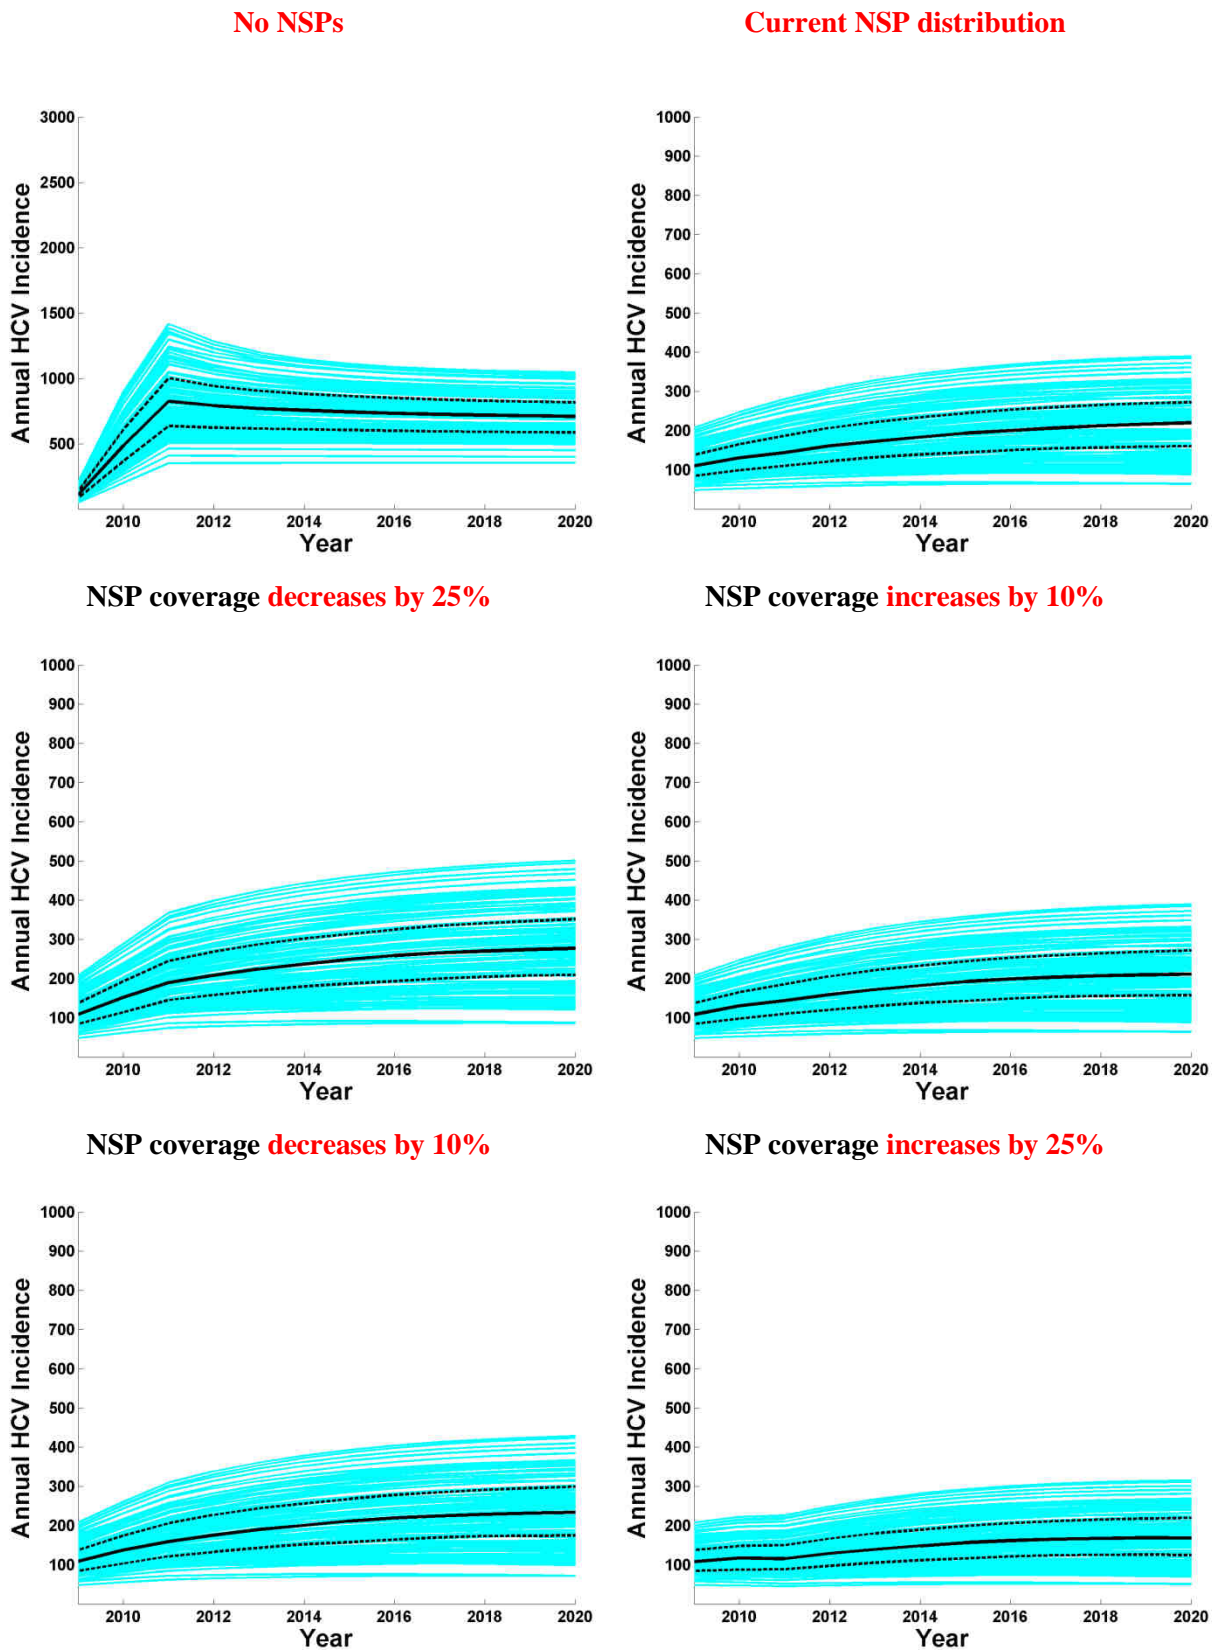 No NSPs
Current NSP distribution
3000
2500
2000
1500
1000
500
Annual HCV Incidence
2010 2012 2014 2016 2018 2020
Year
1000
900
800
700
600
500
400
300
200
100
Annual HCV Incidence
2010 2012 2014 2016 2018 2020
Year
NSP coverage decreases by 25%
NSP coverage increases by 10%
1000
900
800
700
600
500
400
300
200
100
Annual HCV Incidence
2010 2012 2014 2016 2018 2020
Year
1000
900
800
700
600
500
400
300
200
100
Annual HCV Incidence
2010 2012 2014 2016 2018 2020
Year
NSP coverage decreases by 10%
NSP coverage increases by 25%
1000
900
800
700
600
500
400
300
200
100
Annual HCV Incidence
2010 2012 2014 2016 2018 2020
Year
1000
900
800
700
600
500
400
300
200
100
Annual HCV Incidence
2010 2012 2014 2016 2018 2020
Year